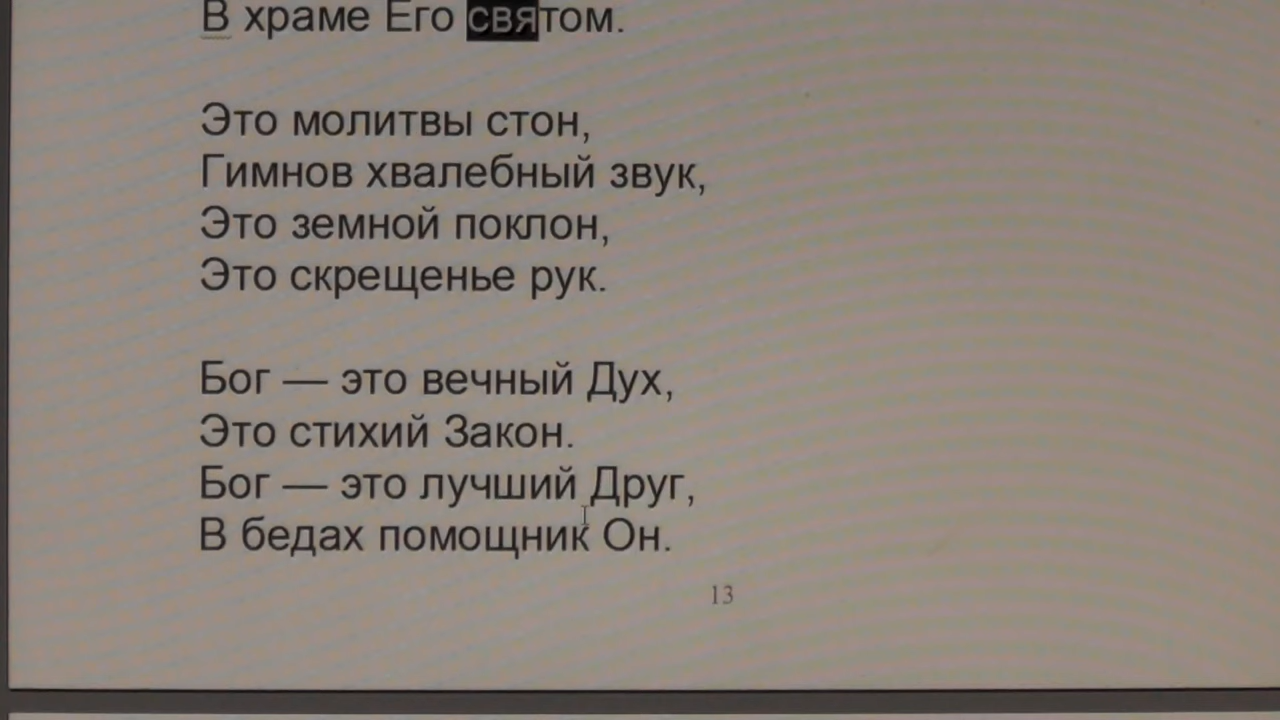 В храме Его святом.
Это молитвы стон,
Гимнов хвалебный звук,
Это земной поклон,
Это скрещенье рук.
Бог — это вечный Дух,
Это стихий Закон.
Бог — это лучший Друг,
В бедах помощник Он.
13